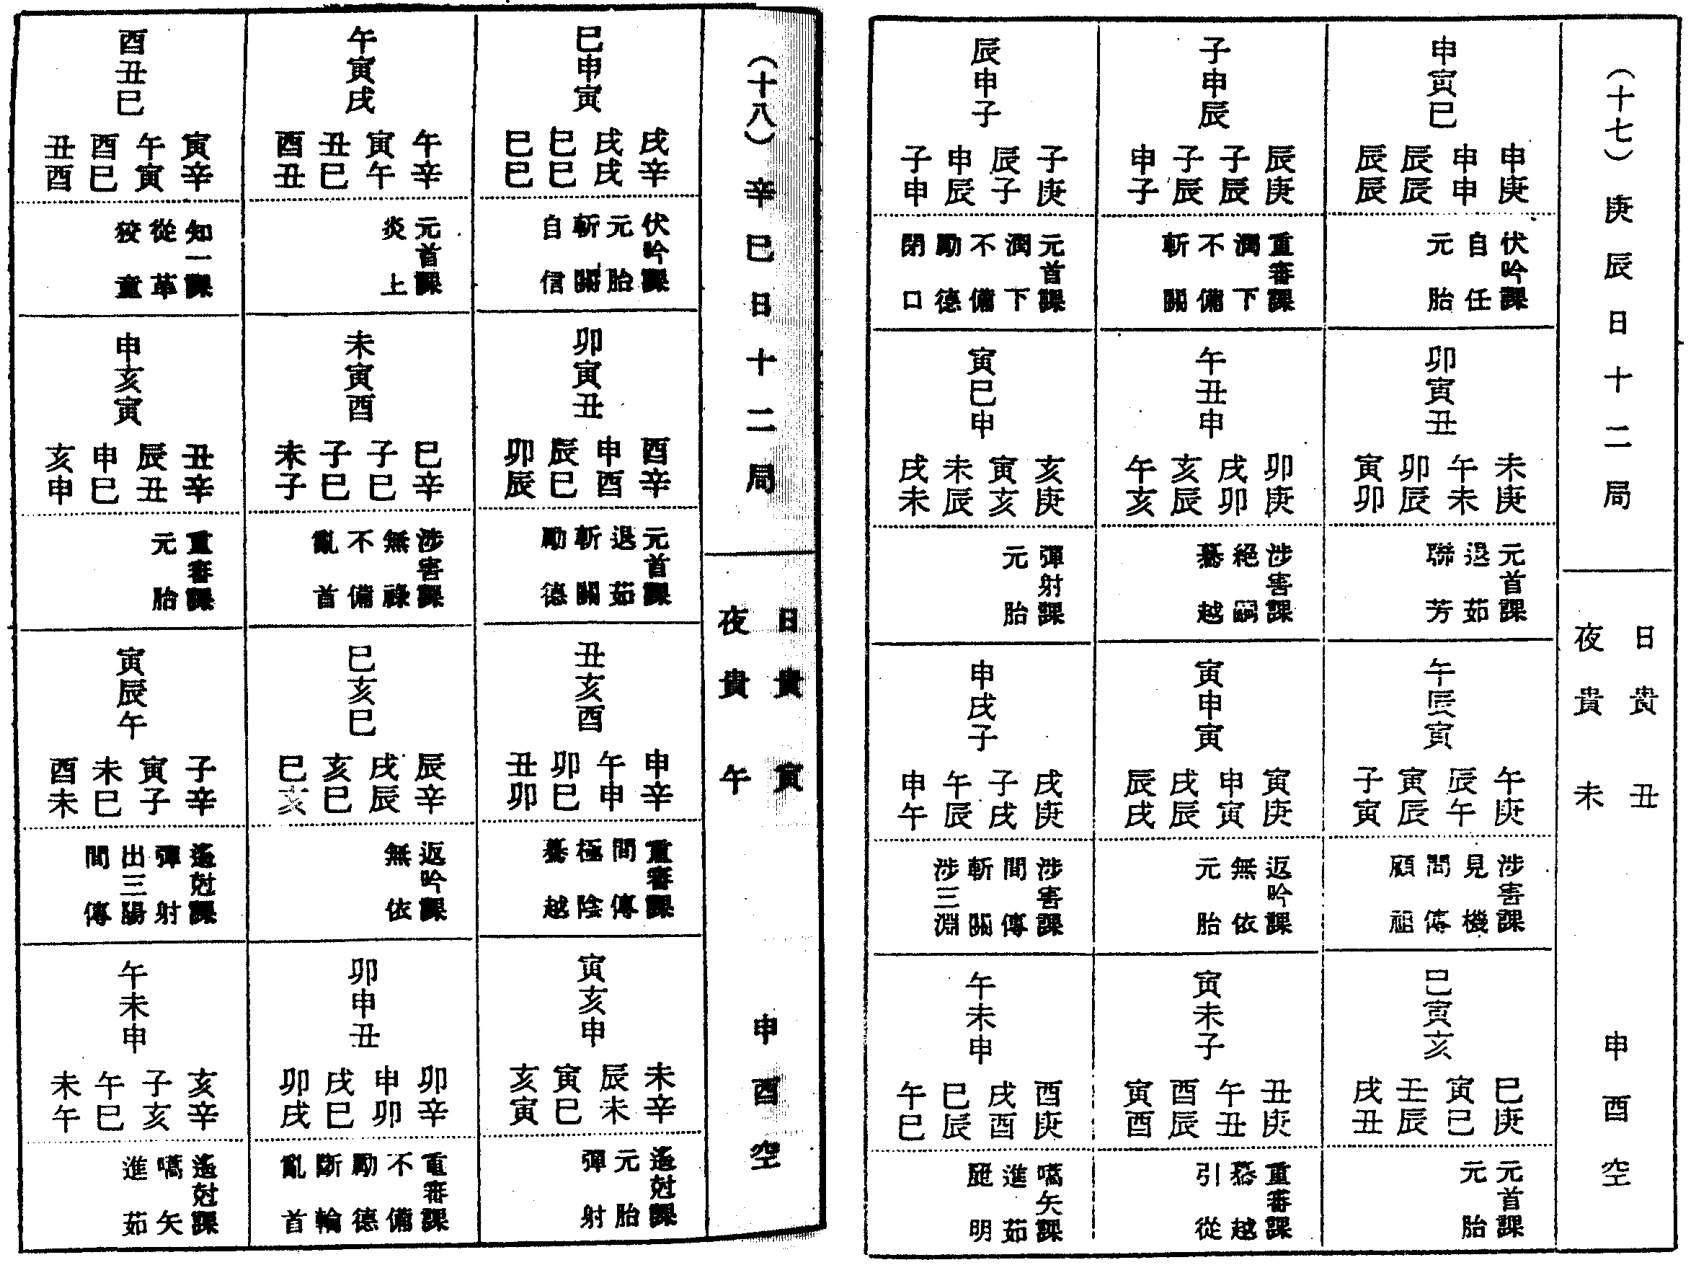 （十七）庚辰日十二局
日貴丑
夜貴未
申酉空
申寅巳
申庚
申申
辰辰
辰辰
伏吟課
自任
元胎
卯寅丑
未庚
午未
卯辰
寅卯
元首課
退茹
聯芳
午辰寅
午庚
辰午
寅辰
子寅
涉害課
見機
間傳
顧祖
巳寅亥
巳庚
寅巳
丑辰
戌丑
元首課
元胎
子申辰
辰庚
子辰
子辰
申子
重審課
潤下
不備
斬關
午丑申
卯庚
戌卯
亥辰
午亥
涉害課
絕嗣
驀越
寅申寅
寅庚
申寅
戌辰
辰戌
返吟課
無依
元胎
寅未子
丑庚
午丑
酉辰
寅酉
重審課
驀越
引從
辰申子
子庚
辰子
申辰
子申
元首課
潤下
不備
勵德
閉口
寅巳申
亥庚
寅亥
未辰
戌未
彈射課
元胎
申戌子
戌庚
子戌
午辰
申午
涉害課
間傳
斬關
涉三淵
午未申
酉庚
戌酉
巳辰
午巳
嚆矢課
進茹
麗明
（十八）辛巳日十二局
日貴寅
夜貴午
申酉空
巳申寅
戌辛
戌戌
巳巳
巳巳
伏吟課
元胎
斬關
自信
卯寅丑
酉辛
申酉
辰巳
卯辰
元首課
退茹
斬關
勵德
丑亥酉
申辛
午申
卯巳
丑卯
重審課
間傳
極陰
驀越
寅亥申
未辛
辰未
寅巳
亥寅
遙尅課
元胎
彈射
午寅戌
午辛
寅午
丑巳
酉丑
元首課
炎上
未寅酉
巳辛
子巳
子巳
未子
涉害課
無祿
不備
亂首
巳亥巳
辰辛
戌辰
亥巳
巳亥
返吟課
無依
卯申丑
卯辛
申卯
戌巳
卯戌
重審課
不備
勵德
斷輪
亂首
酉丑巳
寅辛
午寅
酉巳
丑酉
知一課
從革
狡童
申亥寅
丑辛
辰丑
申巳
亥申
重審課
元胎
寅辰午
子辛
寅子
未巳
酉未
遙尅課
彈射
出三陽
間傳
午未申
亥辛
子亥
午巳
未午
遙尅課
嚆矢
進茹